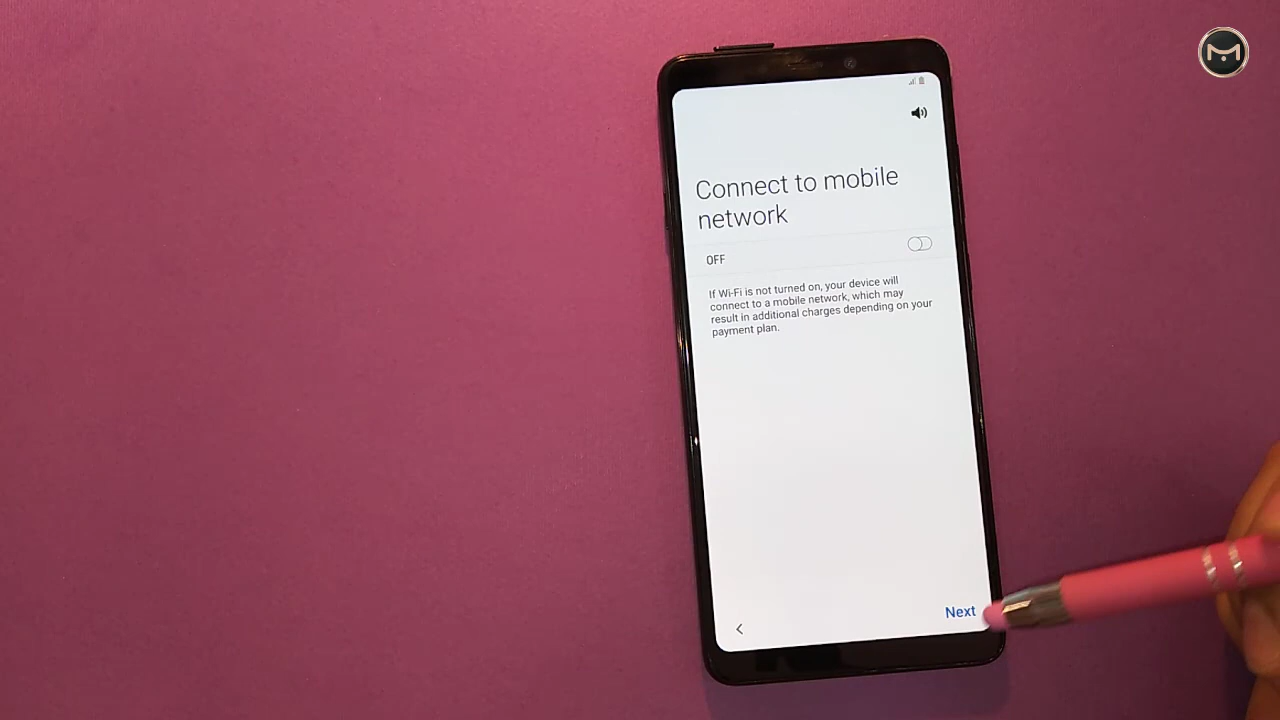 Connect to mobile
network
OFF
If Wi-Fi is not turned on, your device will
connect to a mobile network, which may
result in additional charges depending on your
payment plan.
Next